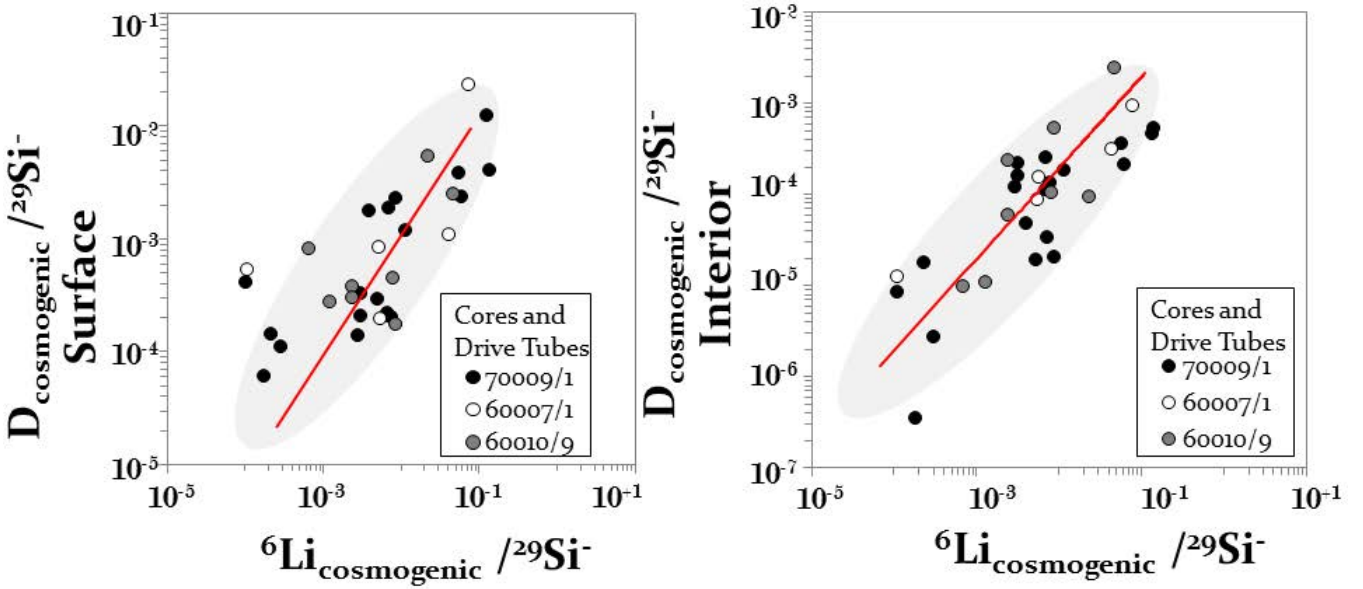 D_cosmogenic /²⁹Si⁻
Surface
10⁻¹
10⁻²
10⁻³
10⁻⁴
10⁻⁵
10⁻⁵
10⁻³
10⁻¹
10⁻¹
⁶Li_cosmogenic /²⁹Si⁻
Cores and
Drive Tubes
70009/1
60007/1
60010/9
D_cosmogenic /²⁹Si⁻
Interior
10⁻²
10⁻³
10⁻⁴
10⁻⁵
10⁻⁶
10⁻⁷
10⁻⁵
10⁻³
10⁻¹
10⁻¹
⁶Li_cosmogenic /²⁹Si⁻
Cores and
Drive Tubes
70009/1
60007/1
60010/9